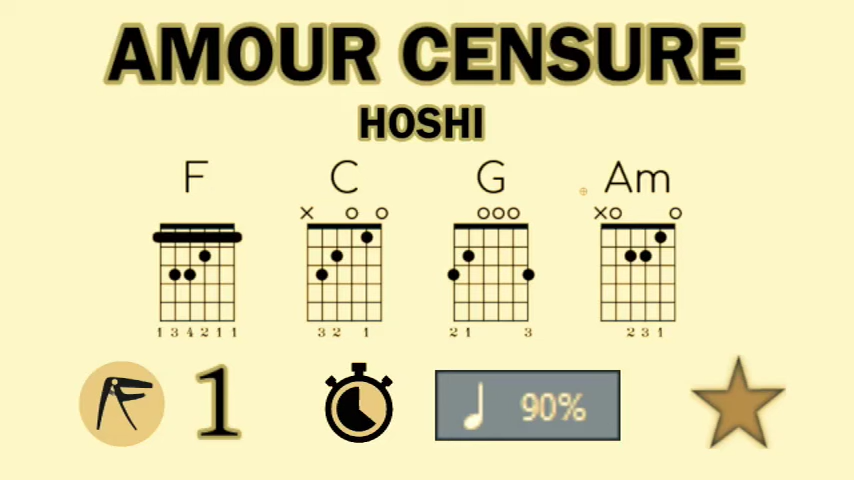 AMOUR CENSURE
HOSHI
F C G Am
x o o ooo xo o
1 3 4 2 1 1 3 2 1 2 1 3 2 3 1
1 90%